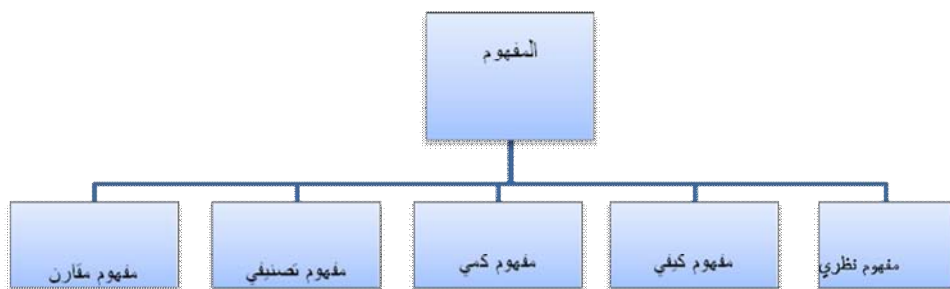 المفهوم
مفهوم نظري
مفهوم كيفي
مفهوم كمي
مفهوم تصنيفي
مفهوم مقارن